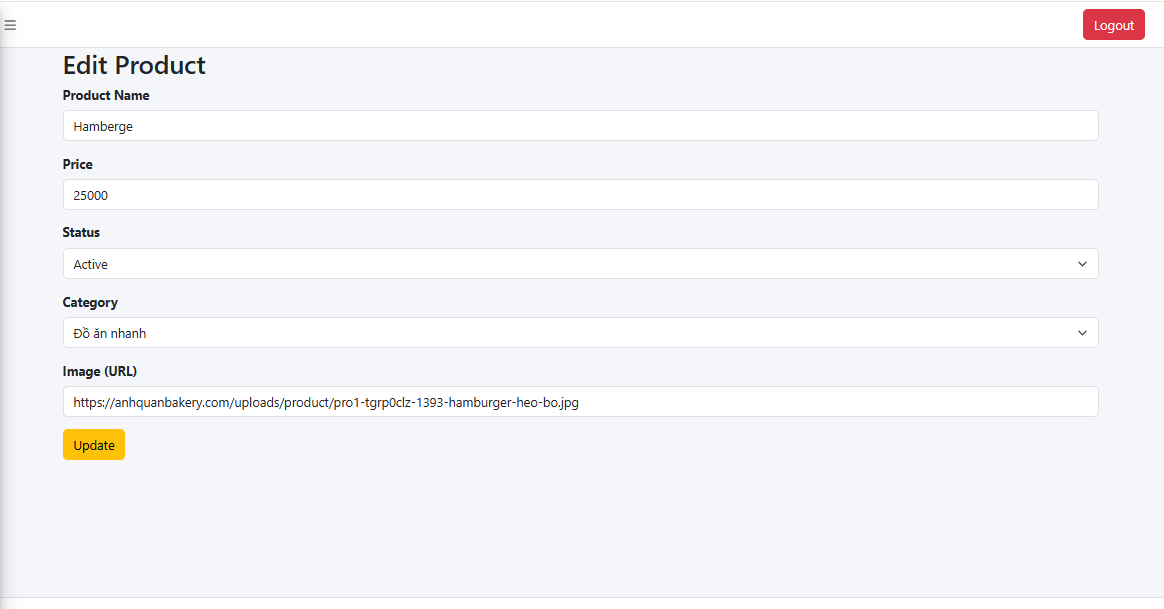 Logout
Edit Product
Product Name
Hamberge
Price
25000
Status
Active
Category
Đồ ăn nhanh
Image (URL)
https://anhquanbakery.com/uploads/product/pro1-tgrp0clz-1393-hamburger-heo-bo.jpg
Update